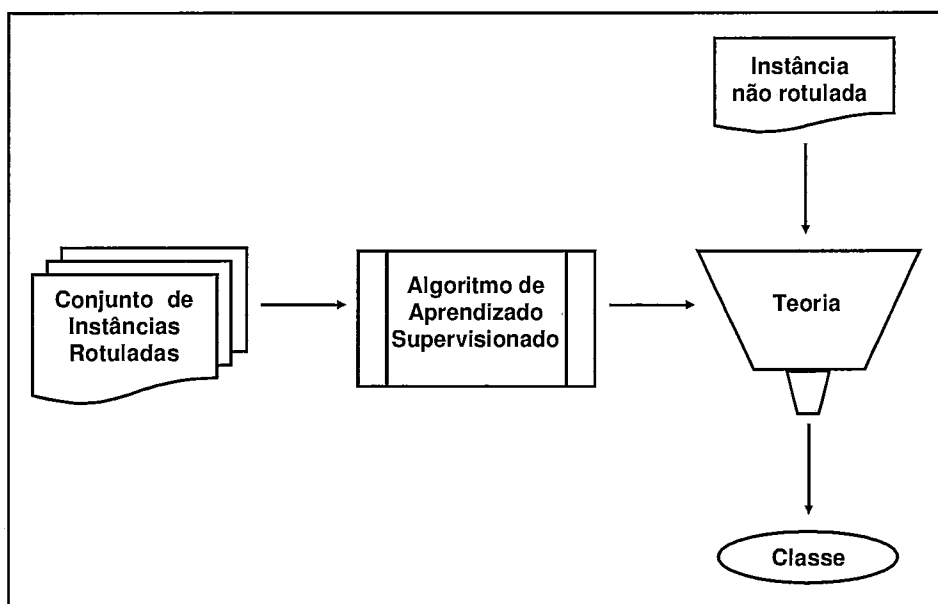 Instância
não rotulada
Conjunto de
Instâncias
Rotuladas
Algoritmo de
Aprendizado
Supervisionado
Teoria
Classe